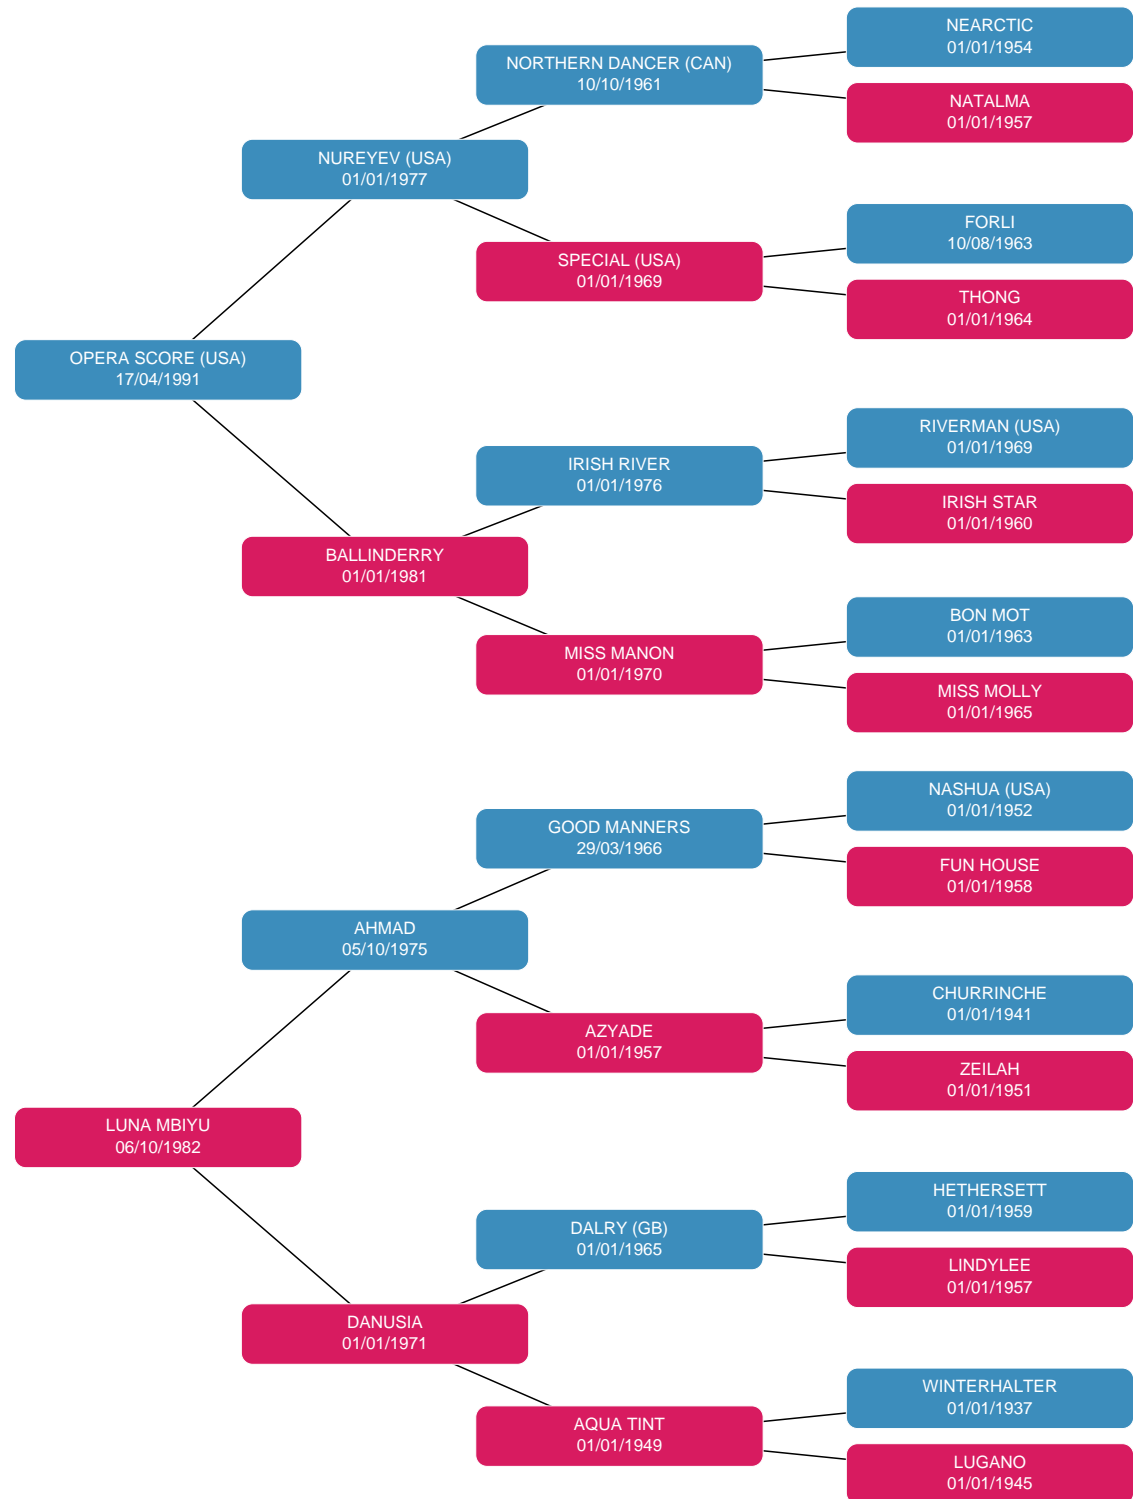 NEARCTIC
01/01/1954
NORTHERN DANCER (CAN)
10/10/1961
NATALMA
01/01/1957
NUREYEV (USA)
01/01/1977
FORLI
10/08/1963
SPECIAL (USA)
01/01/1969
THONG
01/01/1964
OPERA SCORE (USA)
17/04/1991
RIVERMAN (USA)
01/01/1969
IRISH RIVER
01/01/1976
IRISH STAR
01/01/1960
BALLINDERRY
01/01/1981
BON MOT
01/01/1963
MISS MANON
01/01/1970
MISS MOLLY
01/01/1965
NASHUA (USA)
01/01/1952
GOOD MANNERS
29/03/1966
FUN HOUSE
01/01/1958
AHMAD
05/10/1975
CHURRINCHE
01/01/1941
AZYADE
01/01/1957
ZEILAH
01/01/1951
LUNA MBIYU
06/10/1982
HETHERSETT
01/01/1959
DALRY (GB)
01/01/1965
LINDYLEE
01/01/1957
DANUSIA
01/01/1971
WINTERHALTER
01/01/1937
AQUA TINT
01/01/1949
LUGANO
01/01/1945